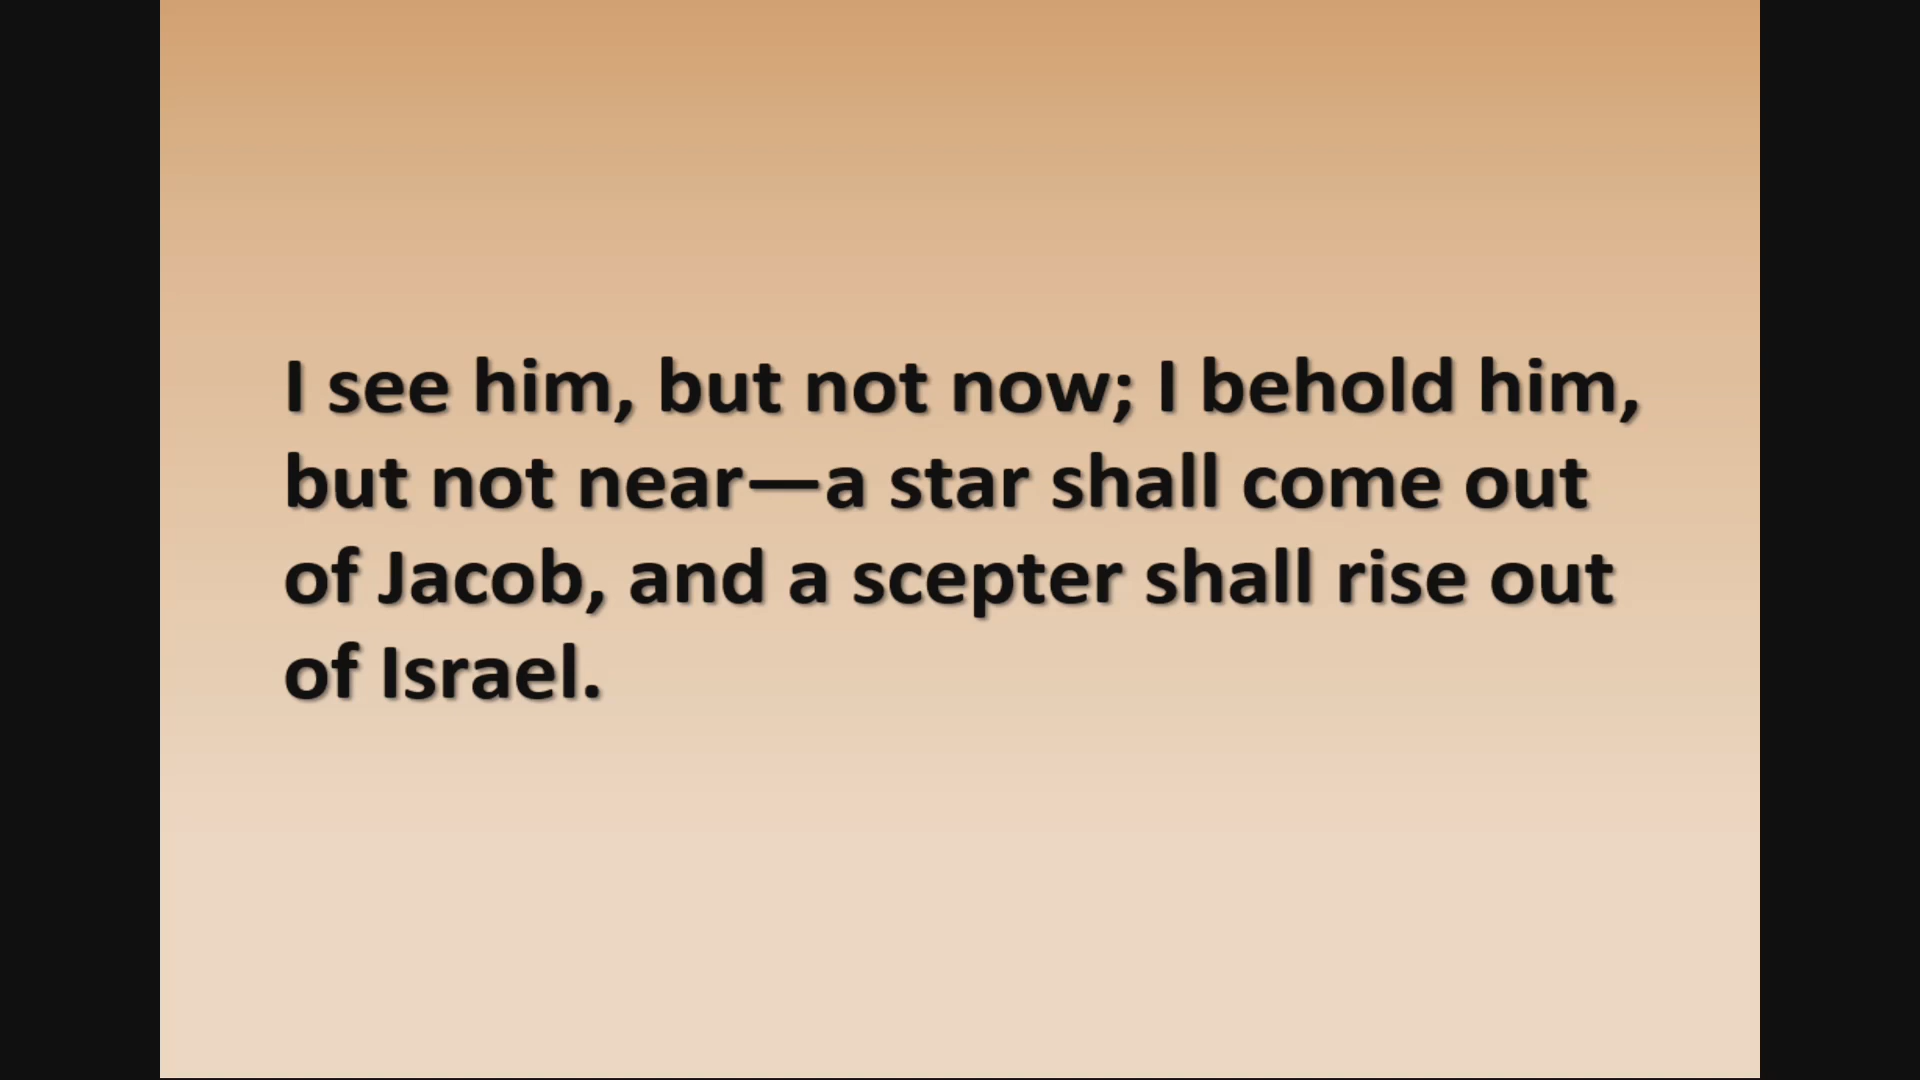 I see him, but not now; I behold him,
but not near—a star shall come out
of Jacob, and a scepter shall rise out
of Israel.